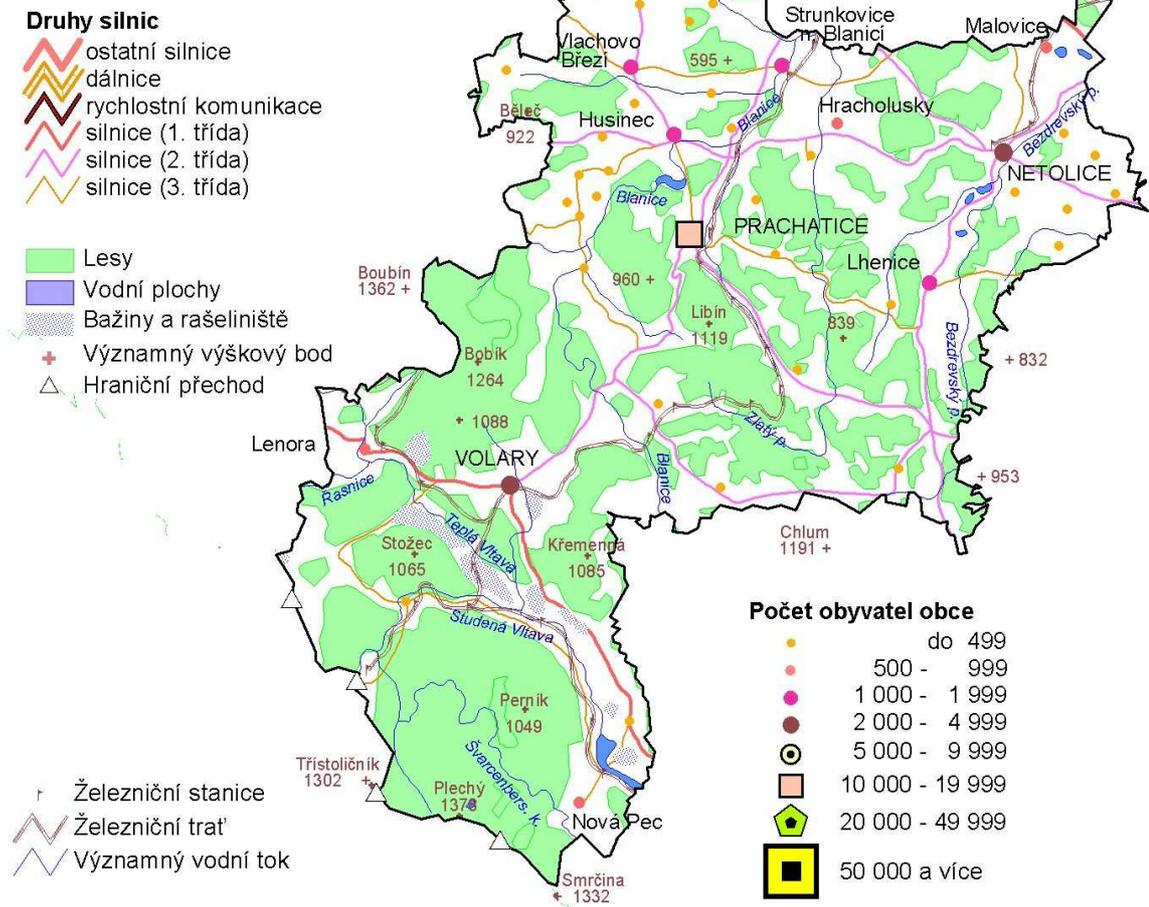 Druhy silnic
ostatní silnice
dálnice
rychlostní komunikace
silnice (1. třída)
silnice (2. třída)
silnice (3. třída)
Lesy
Vodní plochy
Bažiny a rašeliniště
Významný výškový bod
Hraniční přechod
Strunkovice
n. Blanicí
Malovice
Vlachovo
Březí
595
Běleč
922
Husinec
Blanice
Hracholusky
Bezdrevský p.
NETOLICE
Blanice
PRACHATICE
Lhenice
Boubín
1362
960
Libín
1119
839
Bobík
1264
832
Bezdrevský p.
1088
Zlatý p.
Lenora
VOLARY
Blanice
953
Řasnice
Teplá Vltava
Chlum
1191
Stožec
1065
Křemenná
1085
Studená Vltava
Perník
1049
Švarcenbers. k.
Třístoličník
1302
Plechý
1378
Nová Pec
Smrčina
1332
Počet obyvatel obce
do 499
500 - 999
1 000 - 1 999
2 000 - 4 999
5 000 - 9 999
10 000 - 19 999
20 000 - 49 999
50 000 a více
Železniční stanice
Železniční trať
Významný vodní tok